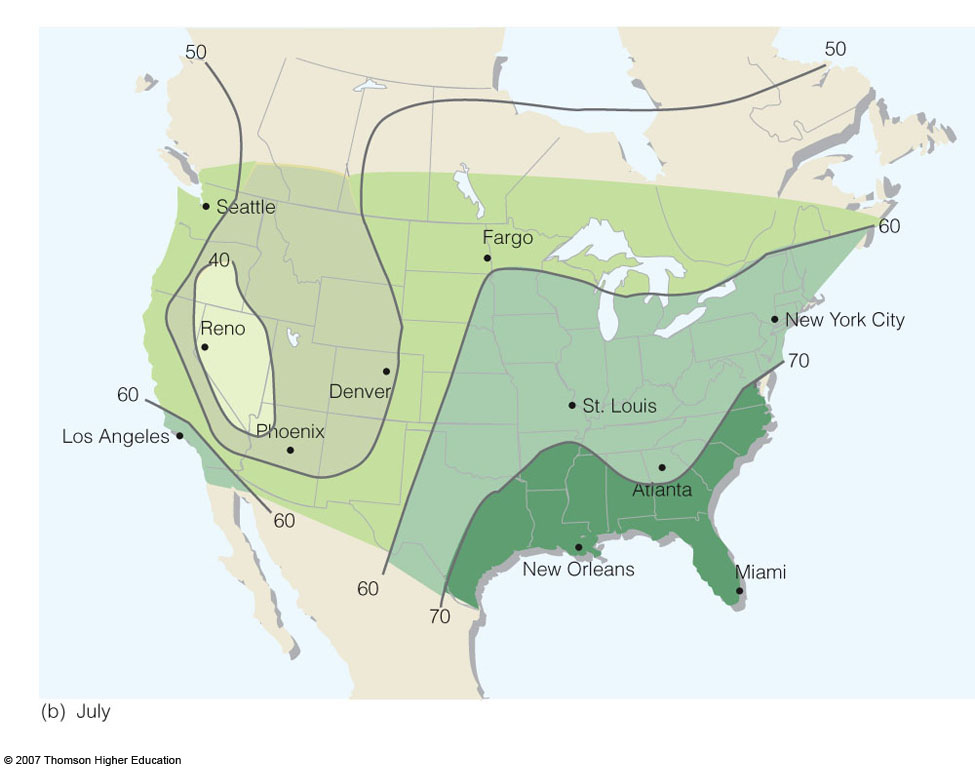 50
50
Seattle
60
Fargo
40
New York City
Reno
70
Denver
60
St. Louis
Phoenix
Los Angeles
Atlanta
60
New Orleans
Miami
60
70
(b) July
© 2007 Thomson Higher Education